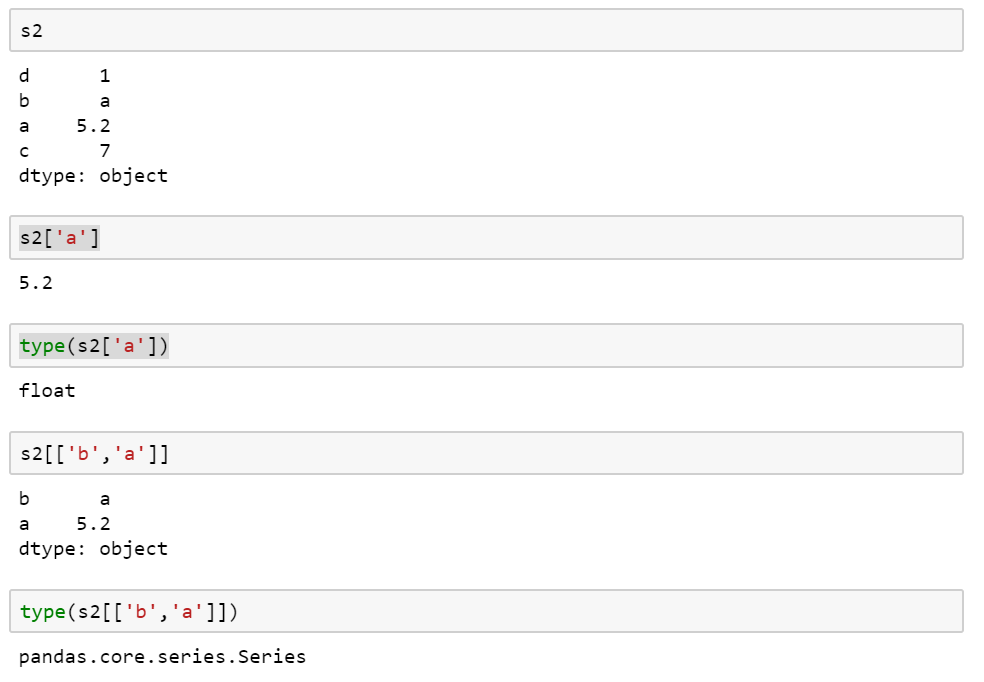 s2
d       1
b       a
a     5.2
c       7
dtype: object
s2['a']
5.2
type(s2['a'])
float
s2[['b','a']]
b       a
a     5.2
dtype: object
type(s2[['b','a']])
pandas.core.series.Series